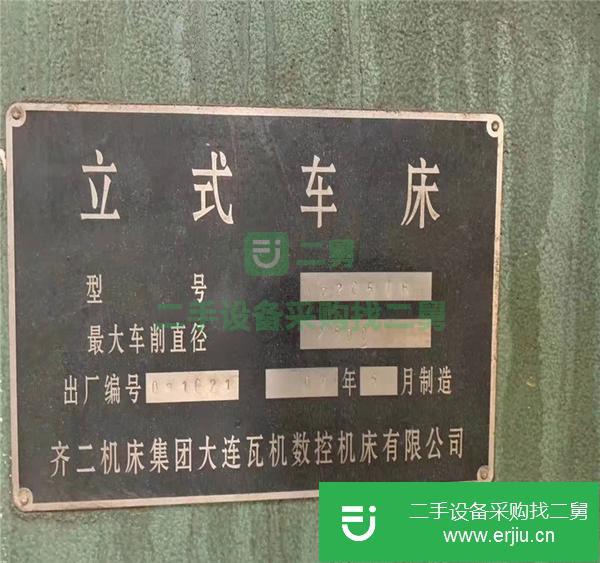 立式车床
二舅
型号
二手设备采购找二舅
最大车削直径
出厂编号 091021 年 月制造
齐二机床集团大连瓦机数控机床有限公司
二手设备采购找二舅
www.erjiu.cn